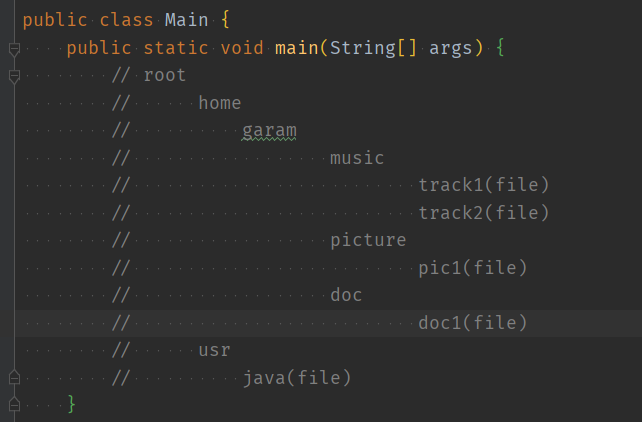 public class Main {
    public static void main(String[] args) {
        // root
        //      home
        //          garam
        //                  music
        //                          track1(file)
        //                          track2(file)
        //                  picture
        //                          pic1(file)
        //                  doc
        //                          doc1(file)
        //      usr
        //          java(file)
    }